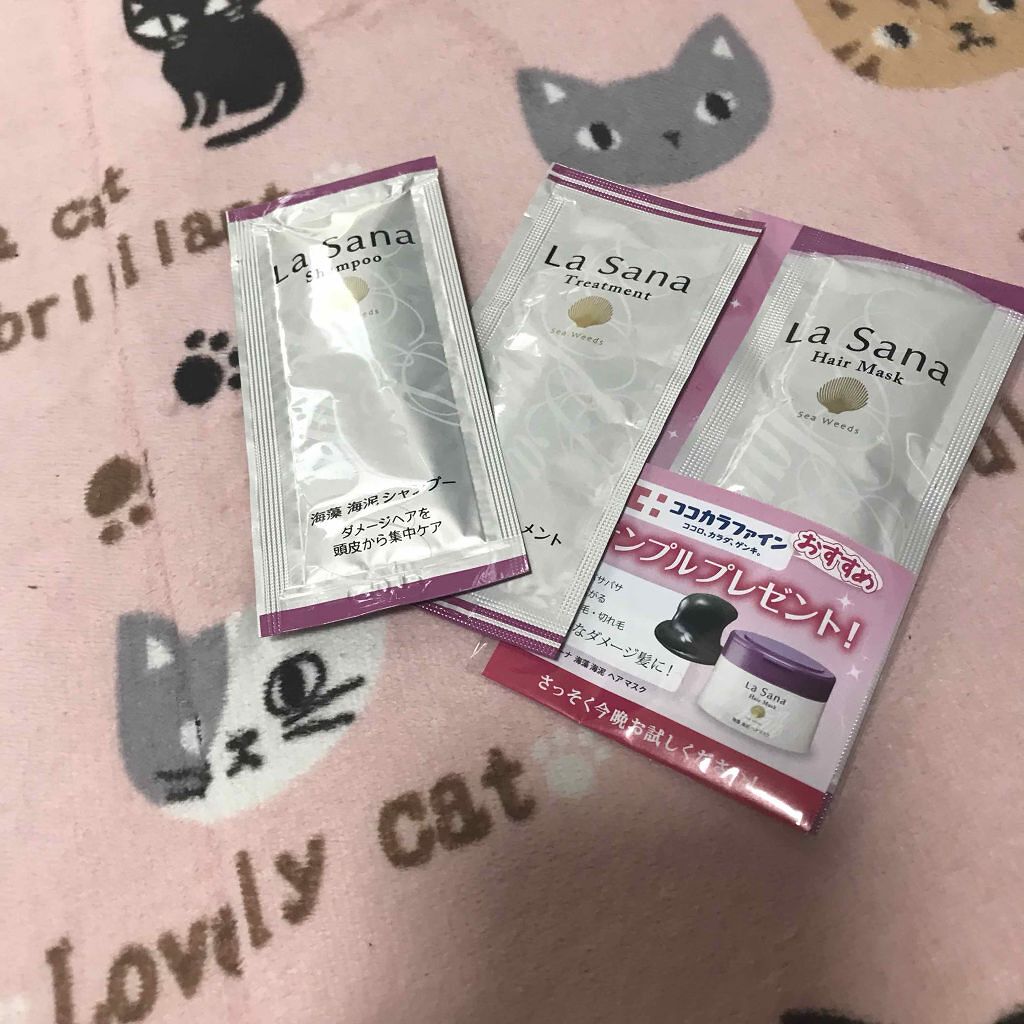 a cat
brilliant
La Sana
Shampoo
海藻 海泥 シャンプー
ダメージヘアを
頭皮から集中ケア
La Sana
Treatment
Sea Weeds
メント
La Sana
Hair Mask
Sea Weeds
ココカラファイン
ココロ、カラダ、ゲンキ。
おすすめ
ンプルプレゼント!
サパサ
がる
毛・切れ毛
なダメージ髪に!
ーナ 海藻 海泥 ヘアマスク
La Sana
Hair Mask
さっそく今晩お試しください!
Lovely cat